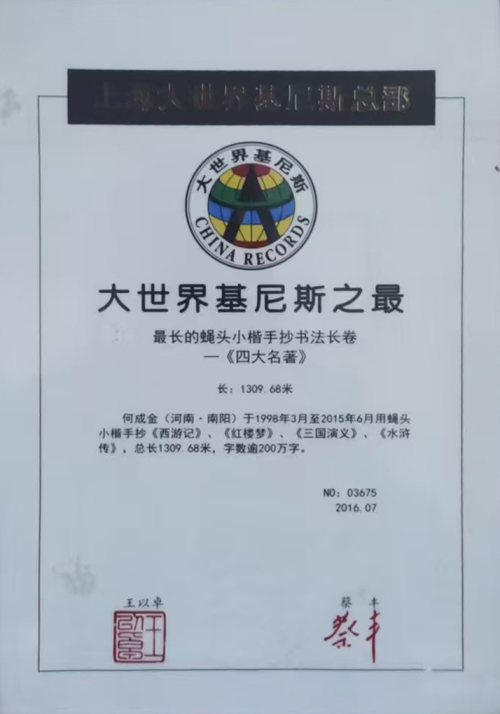 上海大世界基尼斯总部
大世界基尼斯
CHINA RECORDS
大世界基尼斯之最
最长的蝇头小楷手抄书法长卷
—《四大名著》
长：1309.68米
何成金（河南·南阳）于1998年3月至2015年6月用蝇头
小楷手抄《西游记》、《红楼梦》、《三国演义》、《水浒
传》，总长1309.68米，字数逾200万字。
NO：03675
2016.07
王以卓
蔡 丰
蔡丰